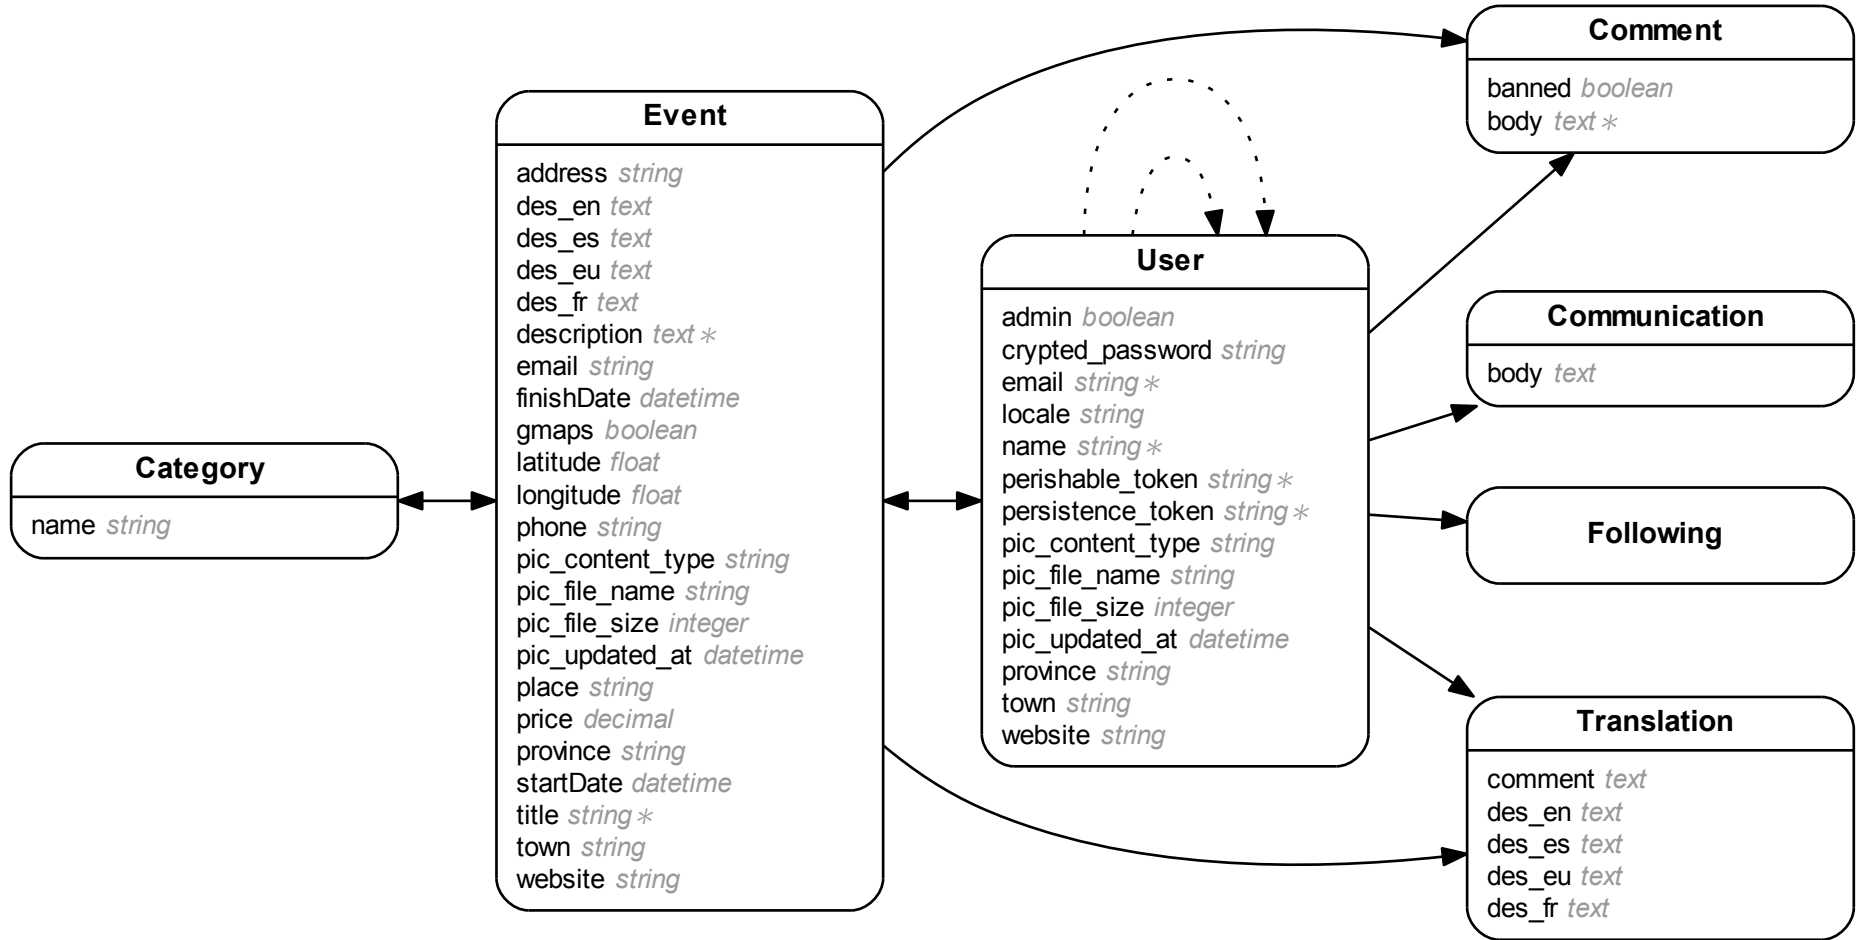 Category
name string
Event
address string
des_en text
des_es text
des_eu text
des_fr text
description text ∗
email string
finishDate datetime
gmaps boolean
latitude float
longitude float
phone string
pic_content_type string
pic_file_name string
pic_file_size integer
pic_updated_at datetime
place string
price decimal
province string
startDate datetime
title string ∗
town string
website string
User
admin boolean
crypted_password string
email string ∗
locale string
name string ∗
perishable_token string ∗
persistence_token string ∗
pic_content_type string
pic_file_name string
pic_file_size integer
pic_updated_at datetime
province string
town string
website string
Comment
banned boolean
body text ∗
Communication
body text
Following
Translation
comment text
des_en text
des_es text
des_eu text
des_fr text